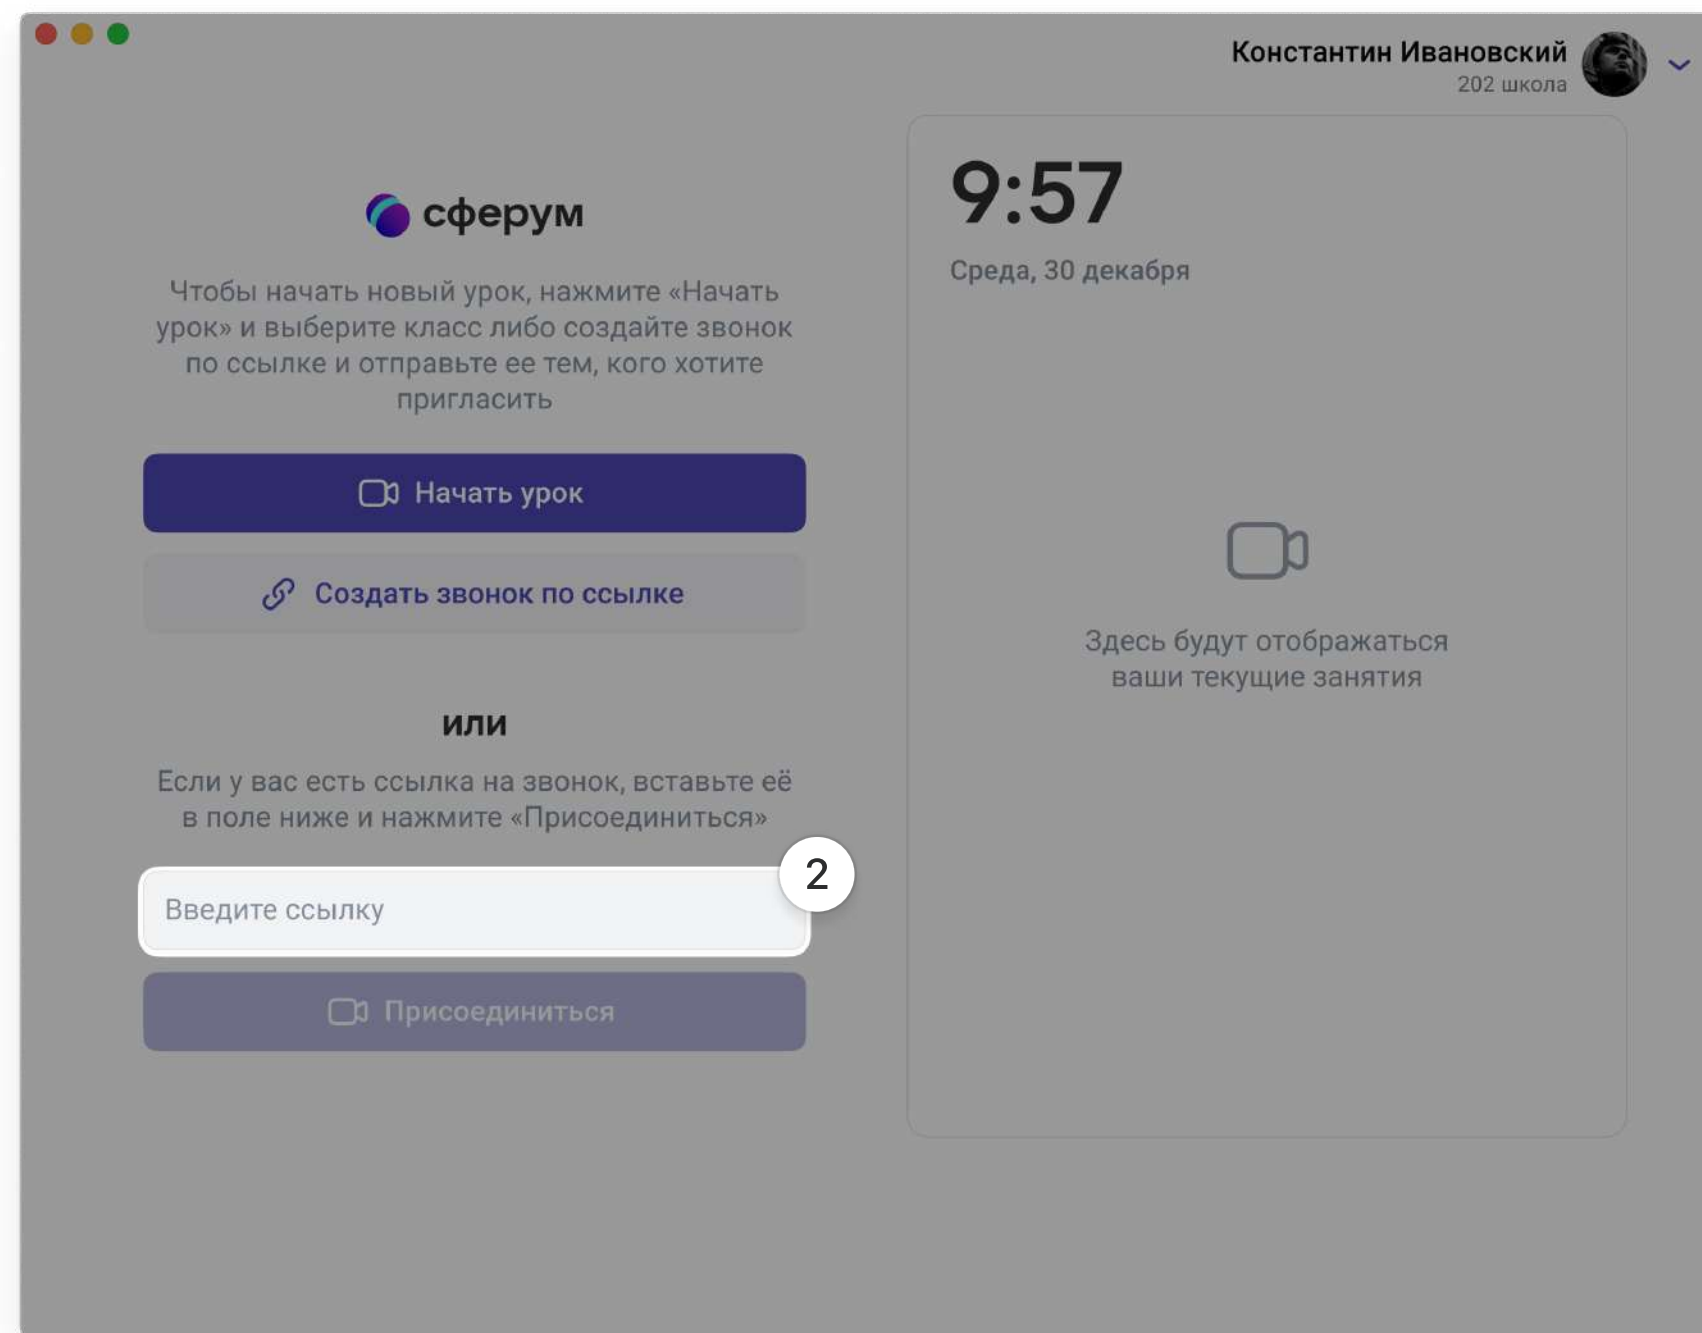 Константин Ивановский
202 школа
сферум
Чтобы начать новый урок, нажмите «Начать
урок» и выберите класс либо создайте звонок
по ссылке и отправьте ее тем, кого хотите
пригласить
Начать урок
Создать звонок по ссылке
или
Если у вас есть ссылка на звонок, вставьте её
в поле ниже и нажмите «Присоединиться»
2
Введите ссылку
Присоединиться
9:57
Среда, 30 декабря
Здесь будут отображаться
ваши текущие занятия